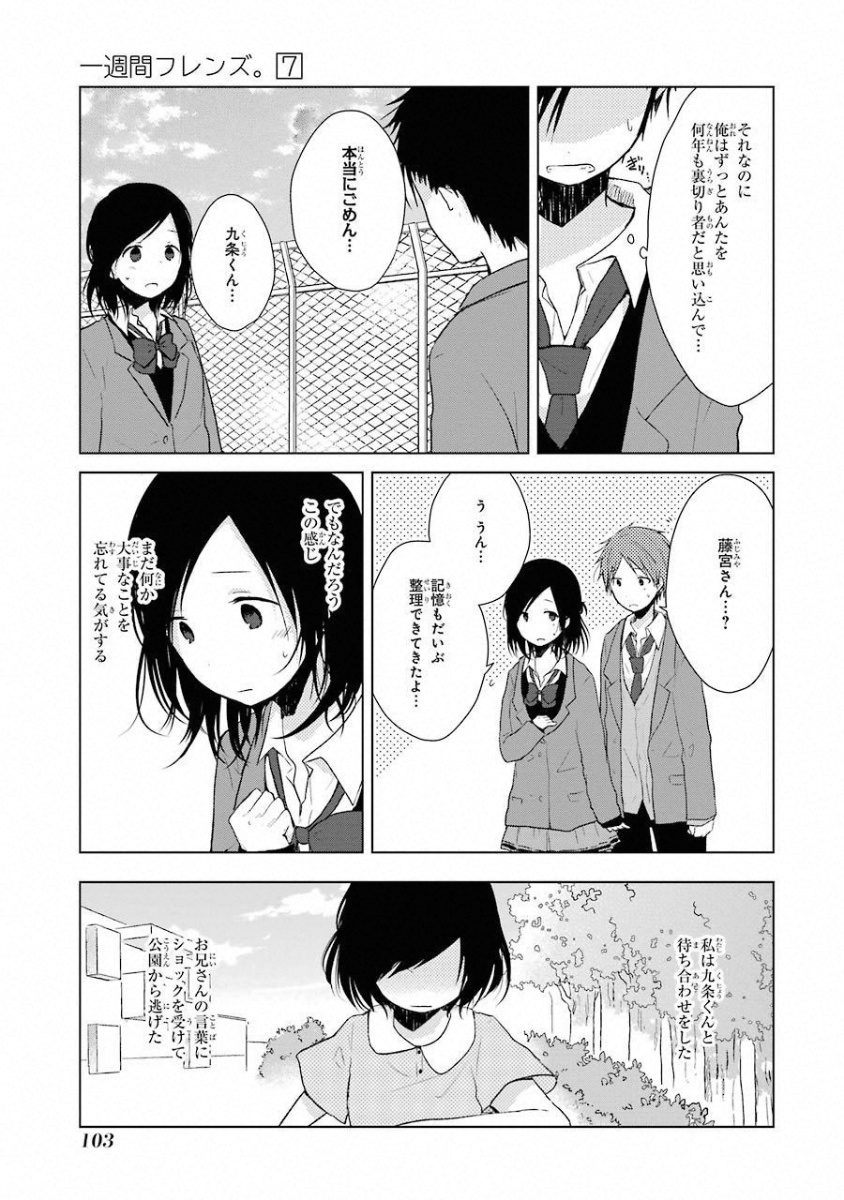 一週間フレンズ。7
それなのに
俺はずっとあんたを
何年も裏切り者だと思い込んで…
ぎり
本当にごめん…
九条くん…
藤宮さん…？
う うん…
記憶もだいぶ
整理できてきたよ…
でもなんだろう
この感じ
まだ何か
大事なことを
忘れてる気がする
私は九条くんと
待ち合わせをした
お兄さんの言葉に
ショックを受けて
公園から逃げた
103